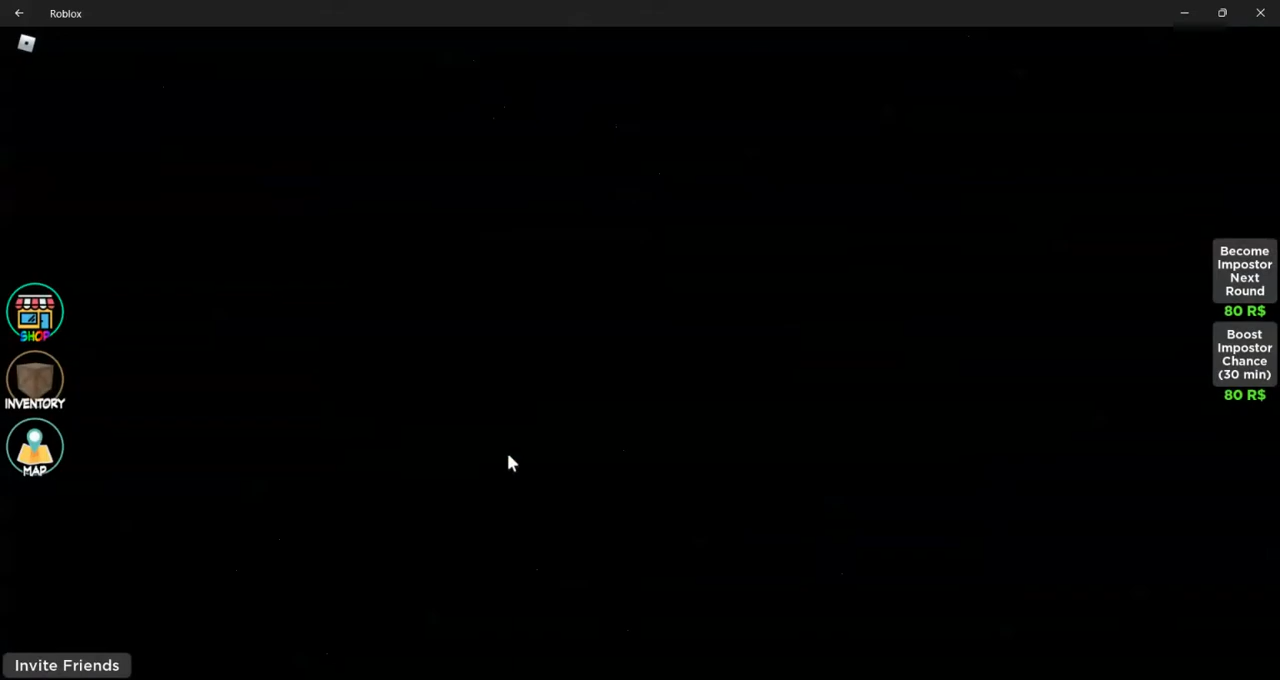 Roblox
Become
Impostor
Next
Round
80 R$
SHOP
Boost
Impostor
Chance
(30 min)
80 R$
INVENTORY
MAP
Invite Friends